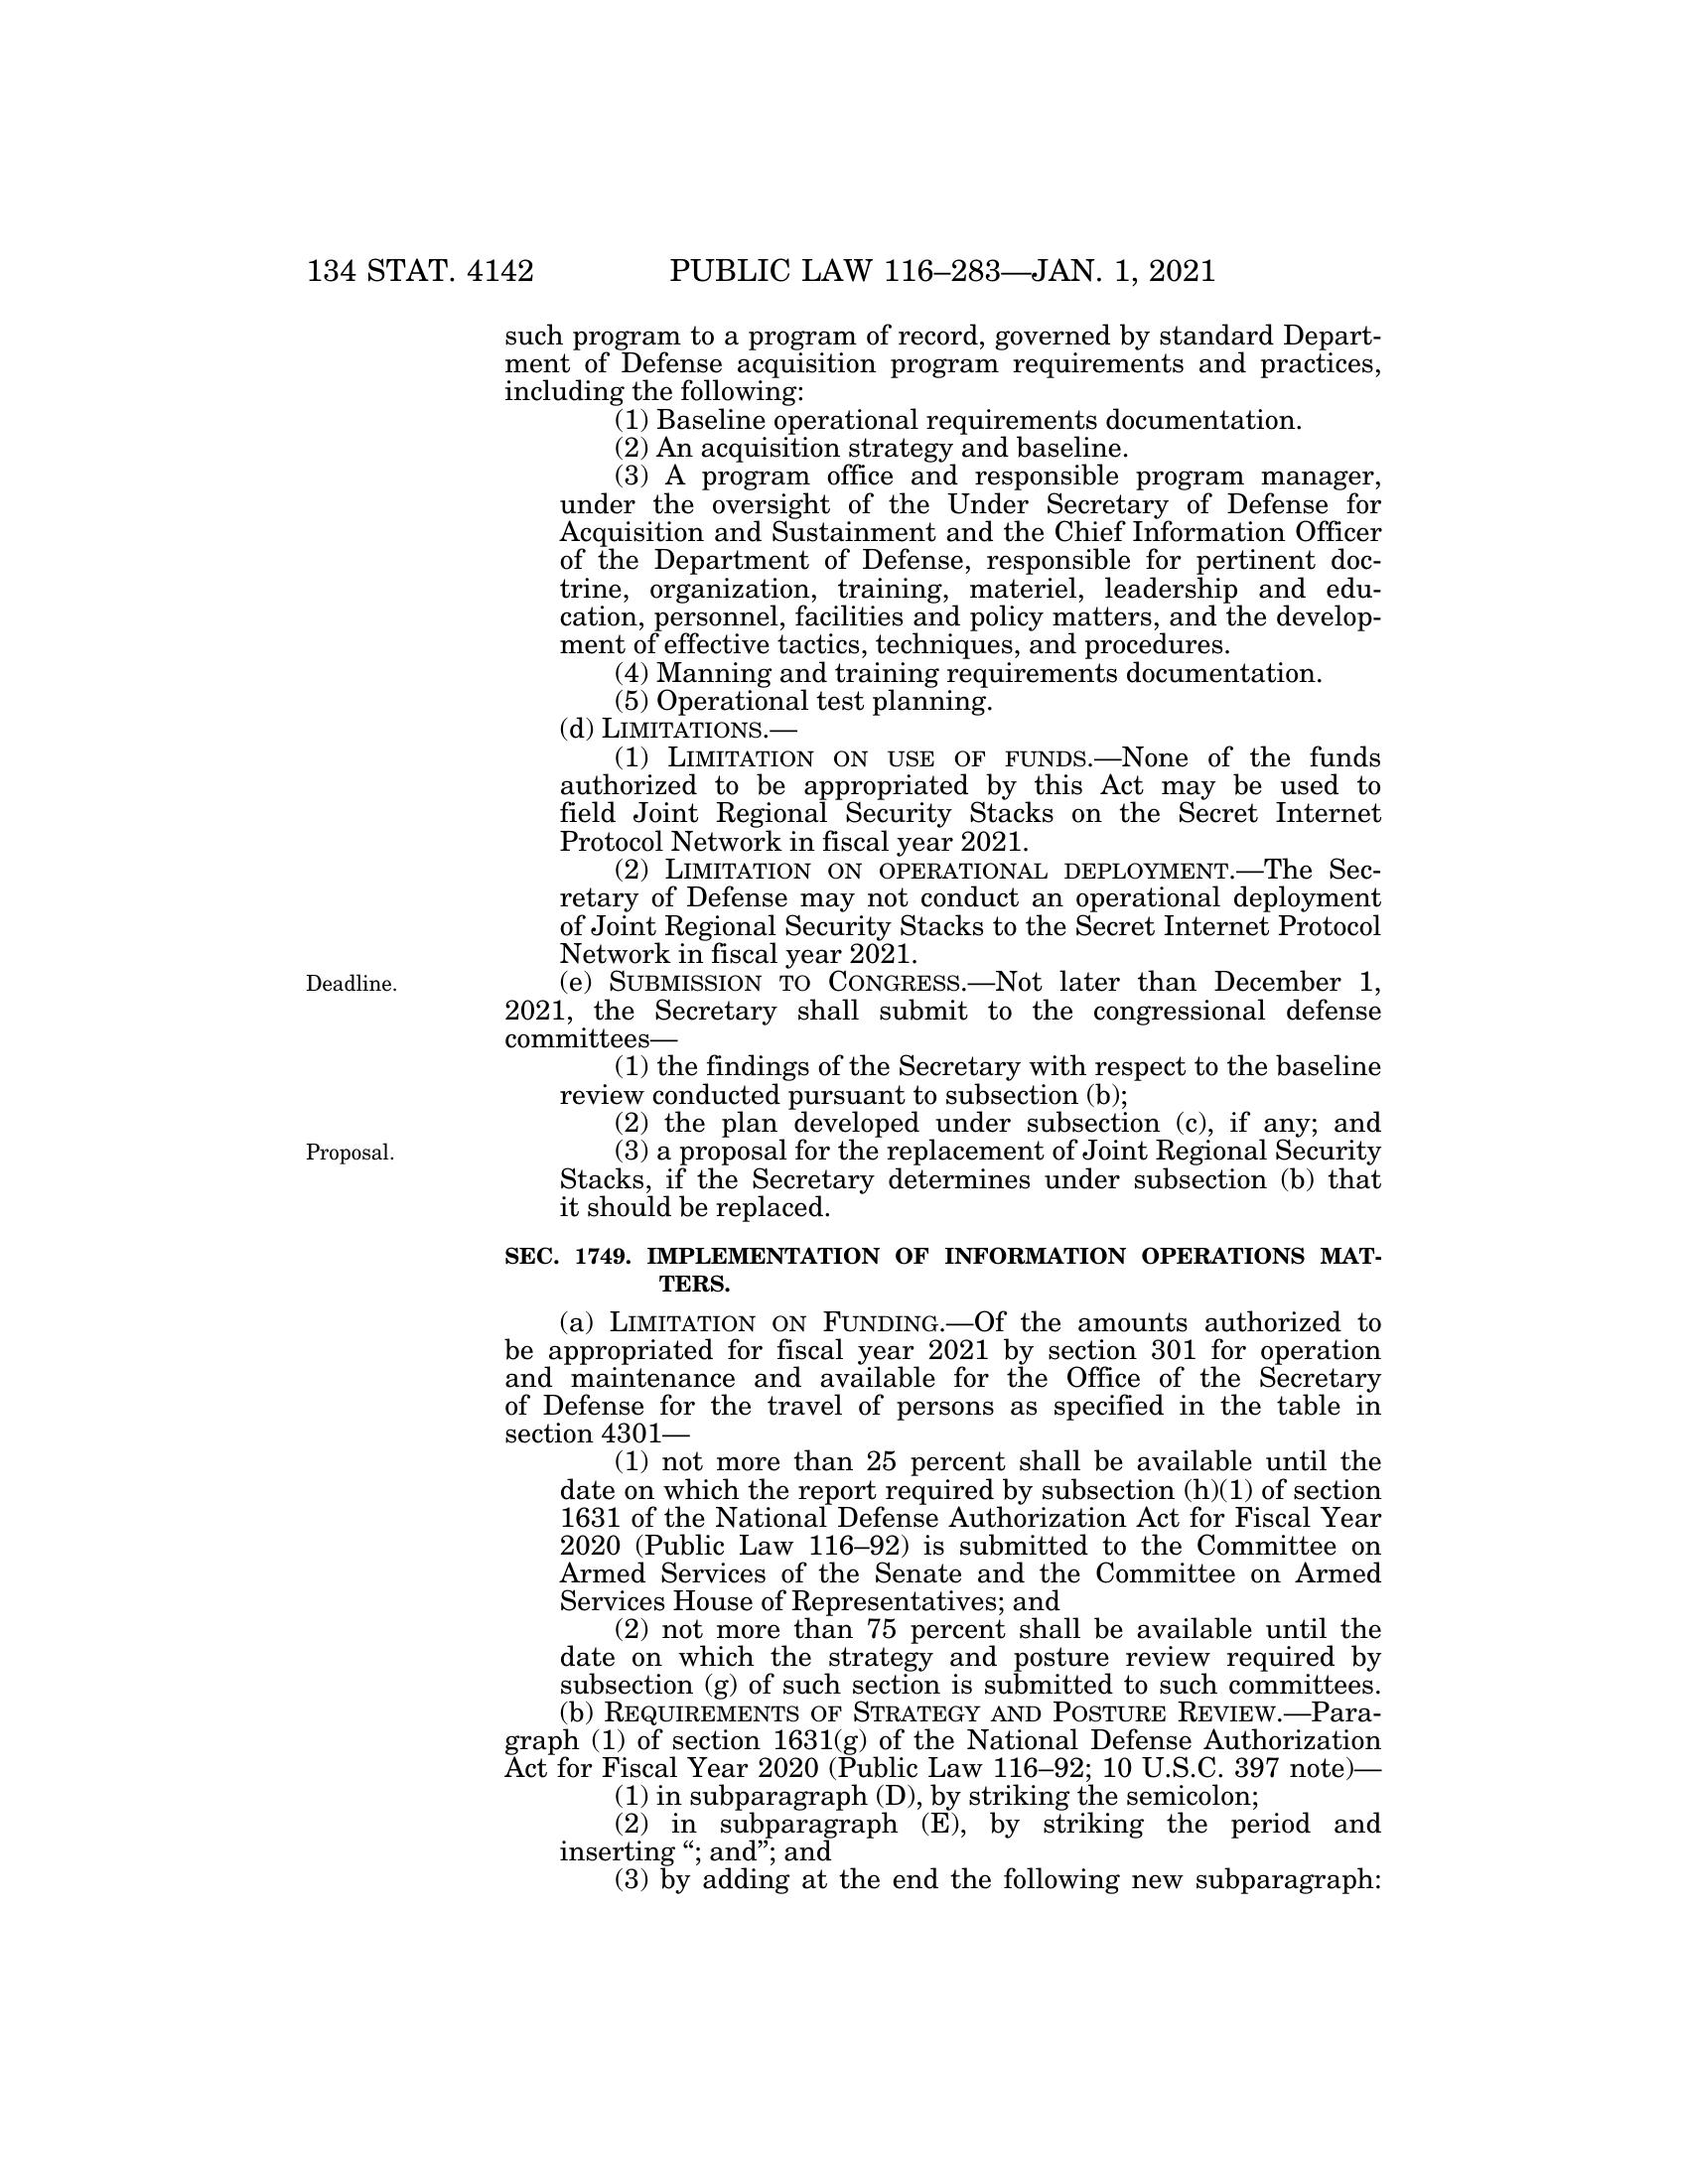 134 STAT. 4142 PUBLIC LAW 116–283—JAN. 1, 2021
such program to a program of record, governed by standard Depart-
ment of Defense acquisition program requirements and practices,
including the following:
(1) Baseline operational requirements documentation.
(2) An acquisition strategy and baseline.
(3) A program office and responsible program manager,
under the oversight of the Under Secretary of Defense for
Acquisition and Sustainment and the Chief Information Officer
of the Department of Defense, responsible for pertinent doc-
trine, organization, training, materiel, leadership and edu-
cation, personnel, facilities and policy matters, and the develop-
ment of effective tactics, techniques, and procedures.
(4) Manning and training requirements documentation.
(5) Operational test planning.
(d) LIMITATIONS.—
(1) LIMITATION ON USE OF FUNDS.—None of the funds
authorized to be appropriated by this Act may be used to
field Joint Regional Security Stacks on the Secret Internet
Protocol Network in fiscal year 2021.
(2) LIMITATION ON OPERATIONAL DEPLOYMENT.—The Sec-
retary of Defense may not conduct an operational deployment
of Joint Regional Security Stacks to the Secret Internet Protocol
Network in fiscal year 2021.
Deadline. (e) SUBMISSION TO CONGRESS.—Not later than December 1,
2021, the Secretary shall submit to the congressional defense
committees—
(1) the findings of the Secretary with respect to the baseline
review conducted pursuant to subsection (b);
(2) the plan developed under subsection (c), if any; and
Proposal. (3) a proposal for the replacement of Joint Regional Security
Stacks, if the Secretary determines under subsection (b) that
it should be replaced.
SEC. 1749. IMPLEMENTATION OF INFORMATION OPERATIONS MAT-
TERS.
(a) LIMITATION ON FUNDING.—Of the amounts authorized to
be appropriated for fiscal year 2021 by section 301 for operation
and maintenance and available for the Office of the Secretary
of Defense for the travel of persons as specified in the table in
section 4301—
(1) not more than 25 percent shall be available until the
date on which the report required by subsection (h)(1) of section
1631 of the National Defense Authorization Act for Fiscal Year
2020 (Public Law 116–92) is submitted to the Committee on
Armed Services of the Senate and the Committee on Armed
Services House of Representatives; and
(2) not more than 75 percent shall be available until the
date on which the strategy and posture review required by
subsection (g) of such section is submitted to such committees.
(b) REQUIREMENTS OF STRATEGY AND POSTURE REVIEW.—Para-
graph (1) of section 1631(g) of the National Defense Authorization
Act for Fiscal Year 2020 (Public Law 116–92; 10 U.S.C. 397 note)—
(1) in subparagraph (D), by striking the semicolon;
(2) in subparagraph (E), by striking the period and
inserting “; and”; and
(3) by adding at the end the following new subparagraph: